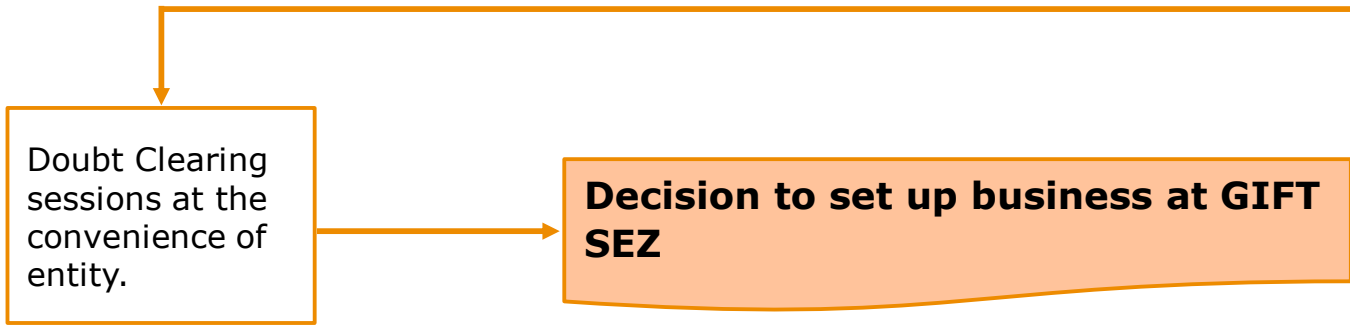 Doubt Clearing
sessions at the
convenience of
entity.
Decision to set up business at GIFT
SEZ